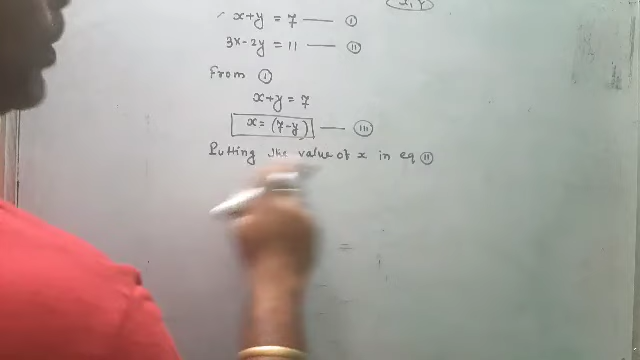 x, y
x+y = 7 —— (I)
3x-2y = 11 —— (II)
From (I)
x+y = 7
x = (7-y) —— (III)
Putting the value of x in eq (II)
=